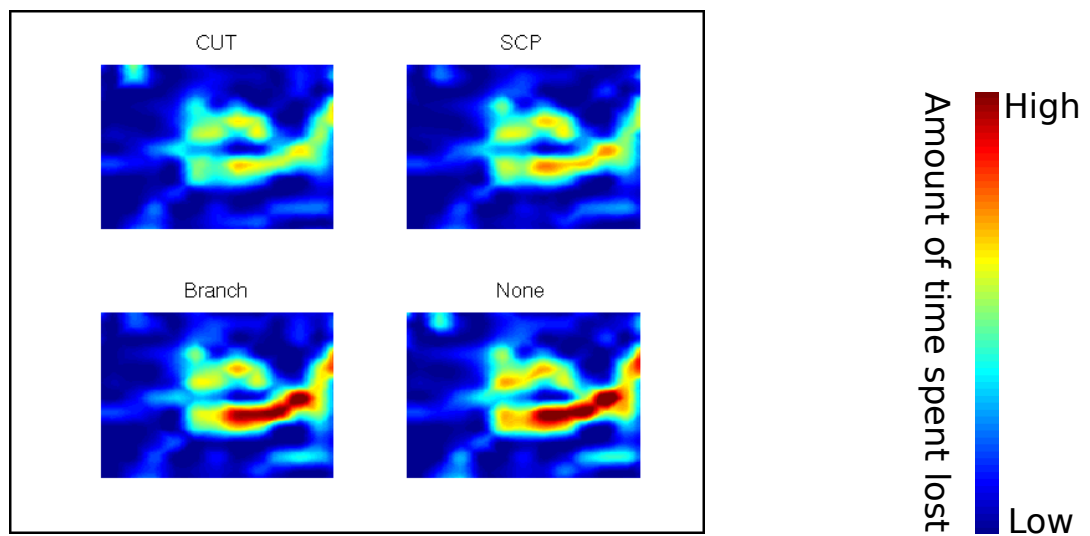 CUT
SCP
Branch
None
High
Amount of time spent lost
Low